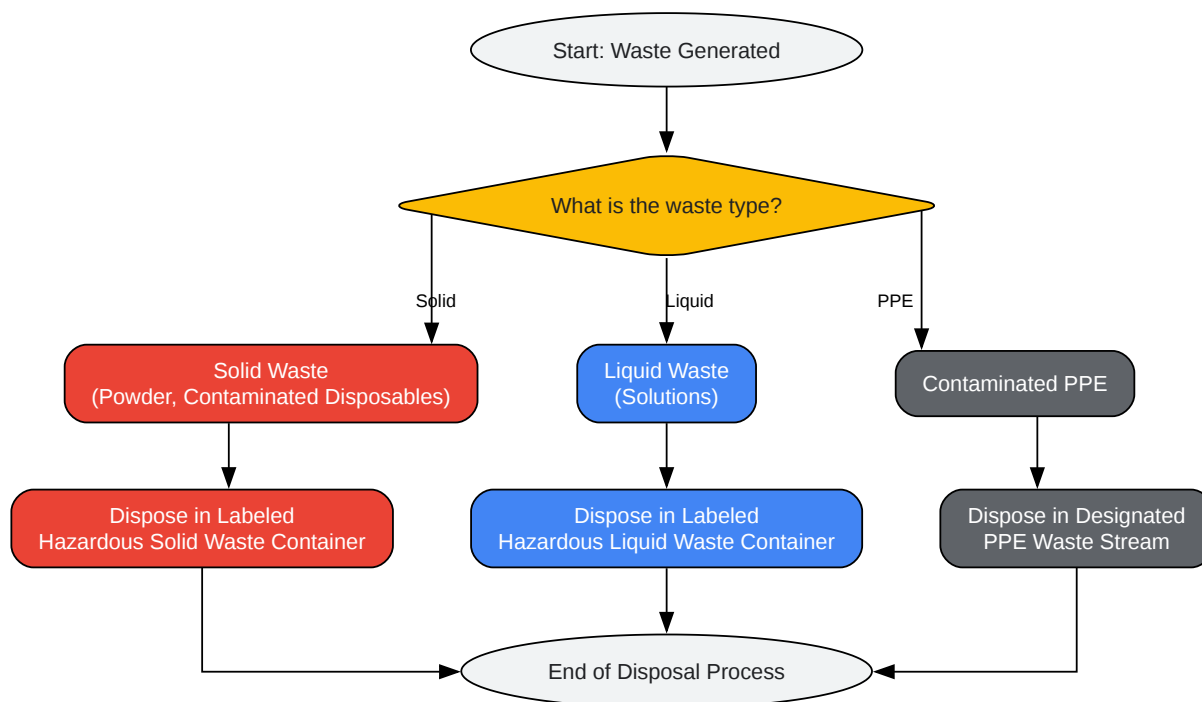 Start: Waste Generated
What is the waste type?
Solid
Liquid
PPE
Solid Waste
(Powder, Contaminated Disposables)
Liquid Waste
(Solutions)
Contaminated PPE
Dispose in Labeled
Hazardous Solid Waste Container
Dispose in Labeled
Hazardous Liquid Waste Container
Dispose in Designated
PPE Waste Stream
End of Disposal Process